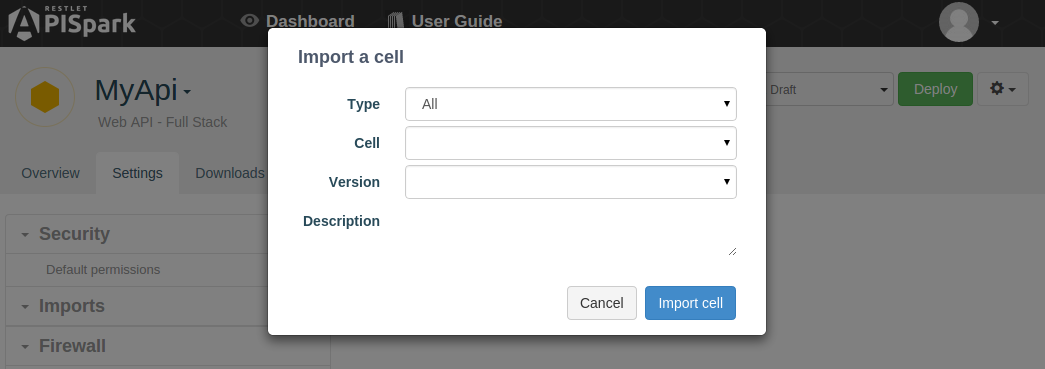 RESTLET
PISpark
Dashboard
User Guide
Import a cell
MyApi
Web API - Full Stack
Draft
Deploy
Type
All
Cell
Version
Description
Overview
Settings
Downloads
Security
Default permissions
Imports
Firewall
Cancel
Import cell